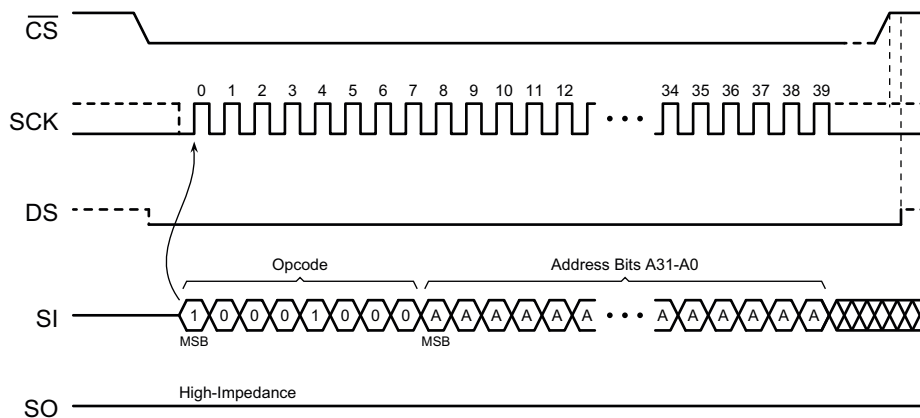 CS
0 1 2 3 4 5 6 7 8 9 10 11 12 34 35 36 37 38 39
SCK
DS
Opcode Address Bits A31-A0
SI 1 0 0 0 1 0 0 0 A A A A A A A A A A A A
MSB MSB
High-Impedance
SO